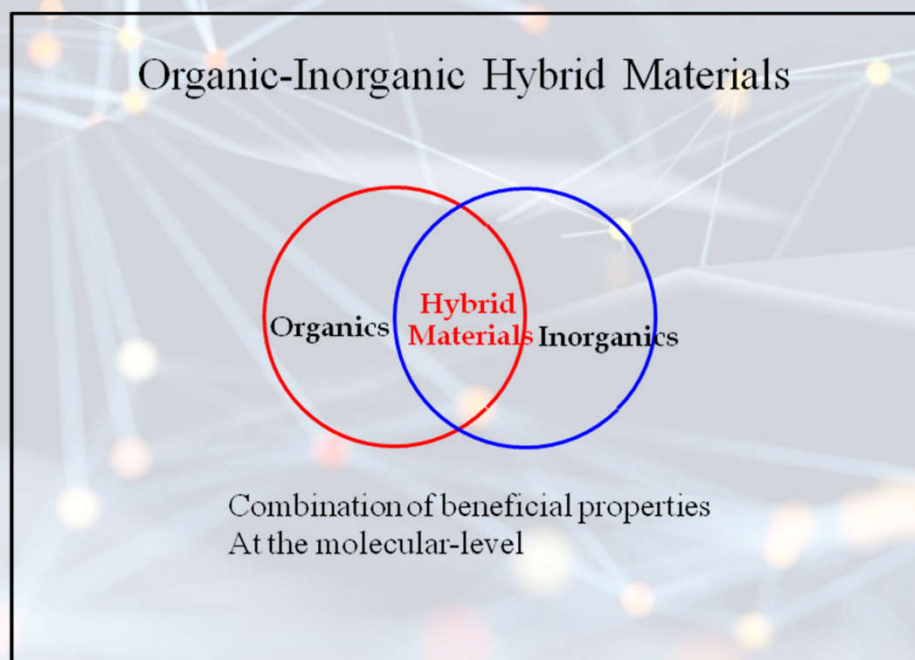 Organic-Inorganic Hybrid Materials
Organics
Hybrid
Materials
Inorganics
Combination of beneficial properties
At the molecular-level